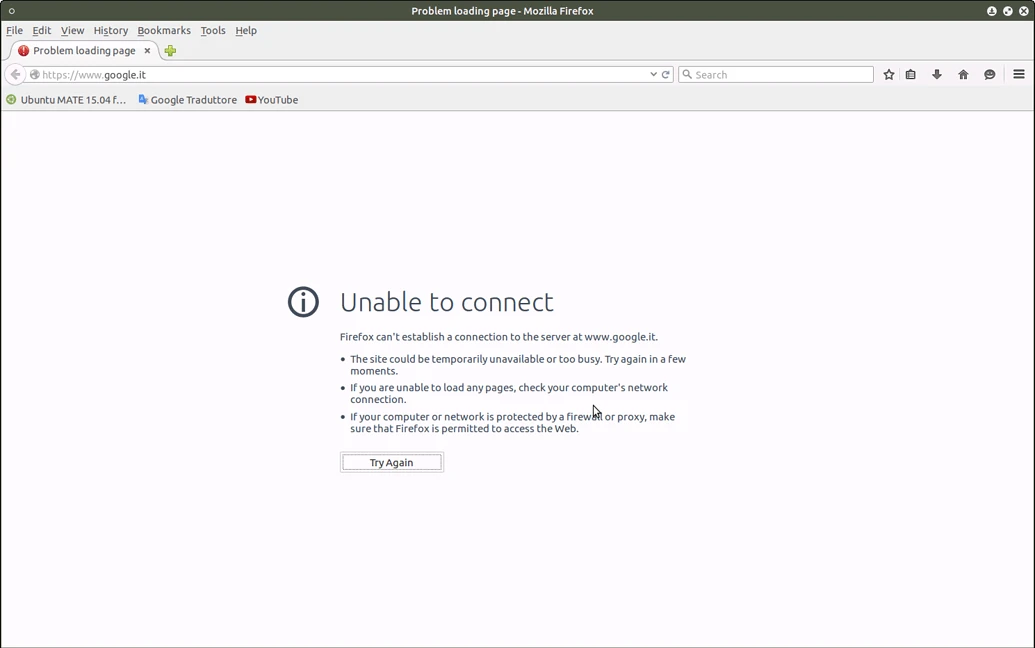 Problem loading page - Mozilla Firefox
File Edit View History Bookmarks Tools Help
Problem loading page
https://www.google.it
Search
Ubuntu MATE 15.04 f... Google Traduttore YouTube
Unable to connect
Firefox can't establish a connection to the server at www.google.it.
• The site could be temporarily unavailable or too busy. Try again in a few
moments.
• If you are unable to load any pages, check your computer's network
connection.
• If your computer or network is protected by a firewall or proxy, make
sure that Firefox is permitted to access the Web.
Try Again